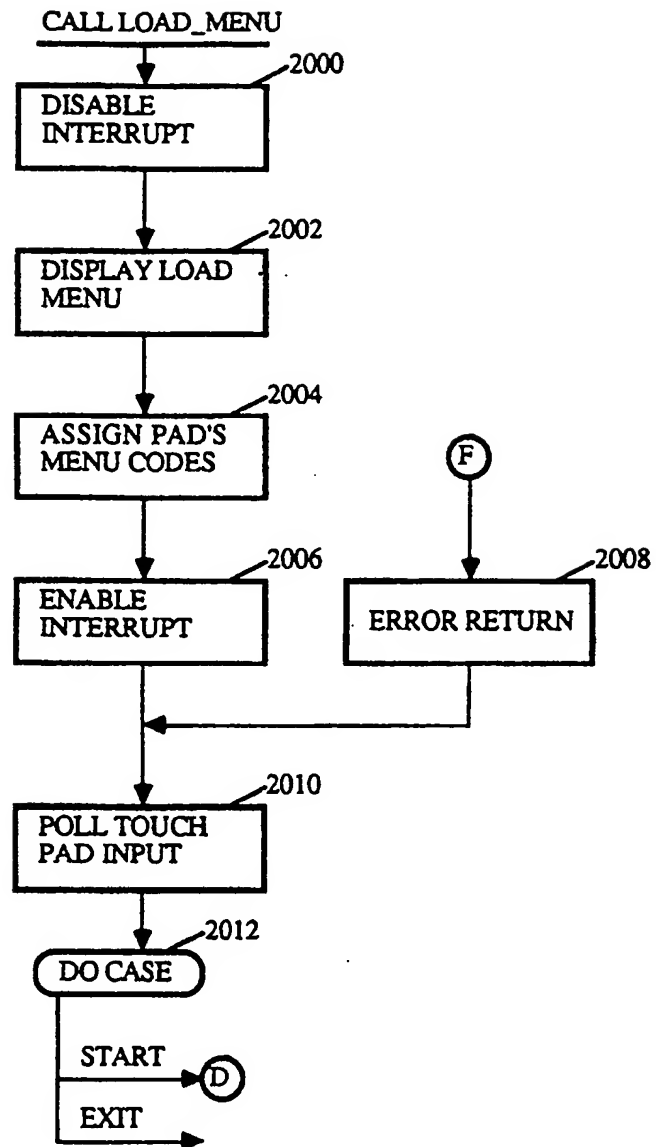 CALL LOAD_MENU
2000
DISABLE
INTERRUPT
2002
DISPLAY LOAD
MENU
2004
ASSIGN PAD'S
MENU CODES
F
2006
ENABLE
INTERRUPT
2008
ERROR RETURN
2010
POLL TOUCH
PAD INPUT
2012
DO CASE
START
D
EXIT